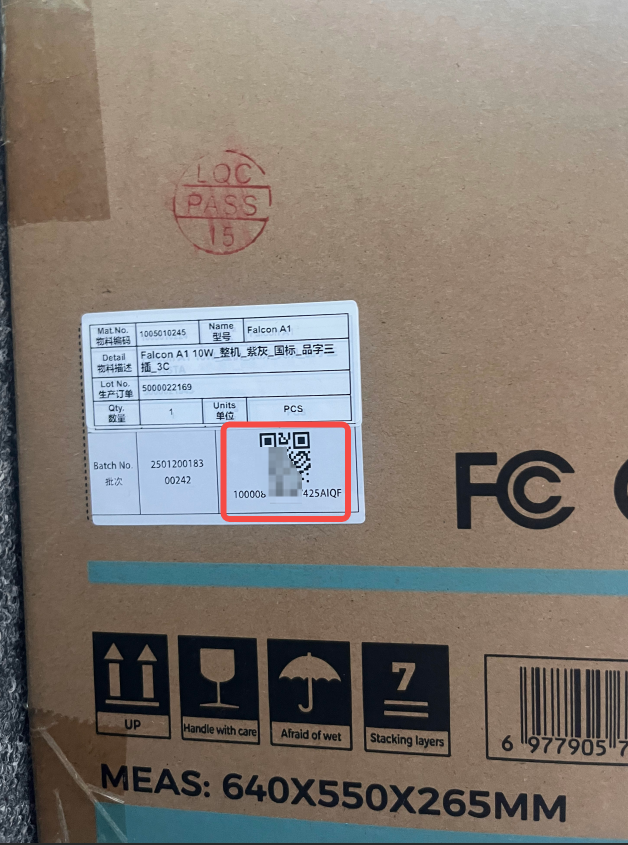 LQC
PASS
15
Mat.No. 物料编码 1005010245 Name 型号 Falcon A1
Detail 物料描述 Falcon A1 10W_整机_紫灰_国标_品字三
插_3C
Lot No. 生产订单 5000022169
Qty. 数量 1 Units 单位 PCS
Batch No. 批次 2501200183
00242
100008 425AIQF
FC
UP
Handle with care
Afraid of wet
7
Stacking layers
6 977905 7
MEAS: 640X550X265MM